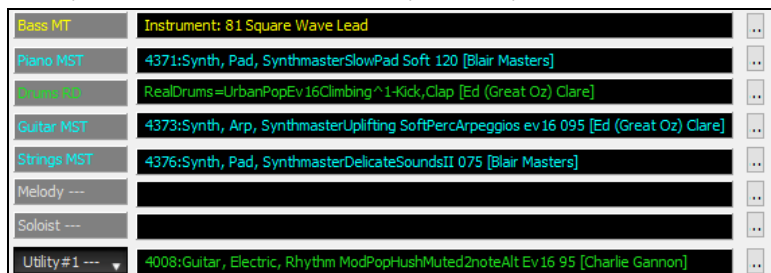 Bass MT Instrument: 81 Square Wave Lead ..
Piano MST 4371:Synth, Pad, SynthmasterSlowPad Soft 120 [Blair Masters] ..
Drums RD RealDrums=UrbanPopEv16Climbing^1-Kick,Clap [Ed (Great Oz) Clare] ..
Guitar MST 4373:Synth, Arp, SynthmasterUplifting SoftPercArpeggios ev16 095 [Ed (Great Oz) Clare] ..
Strings MST 4376:Synth, Pad, SynthmasterDelicateSoundsII 075 [Blair Masters] ..
Melody --- ..
Soloist --- ..
Utility#1 --- 4008:Guitar, Electric, Rhythm ModPopHushMuted2noteAlt Ev16 95 [Charlie Gannon] ..